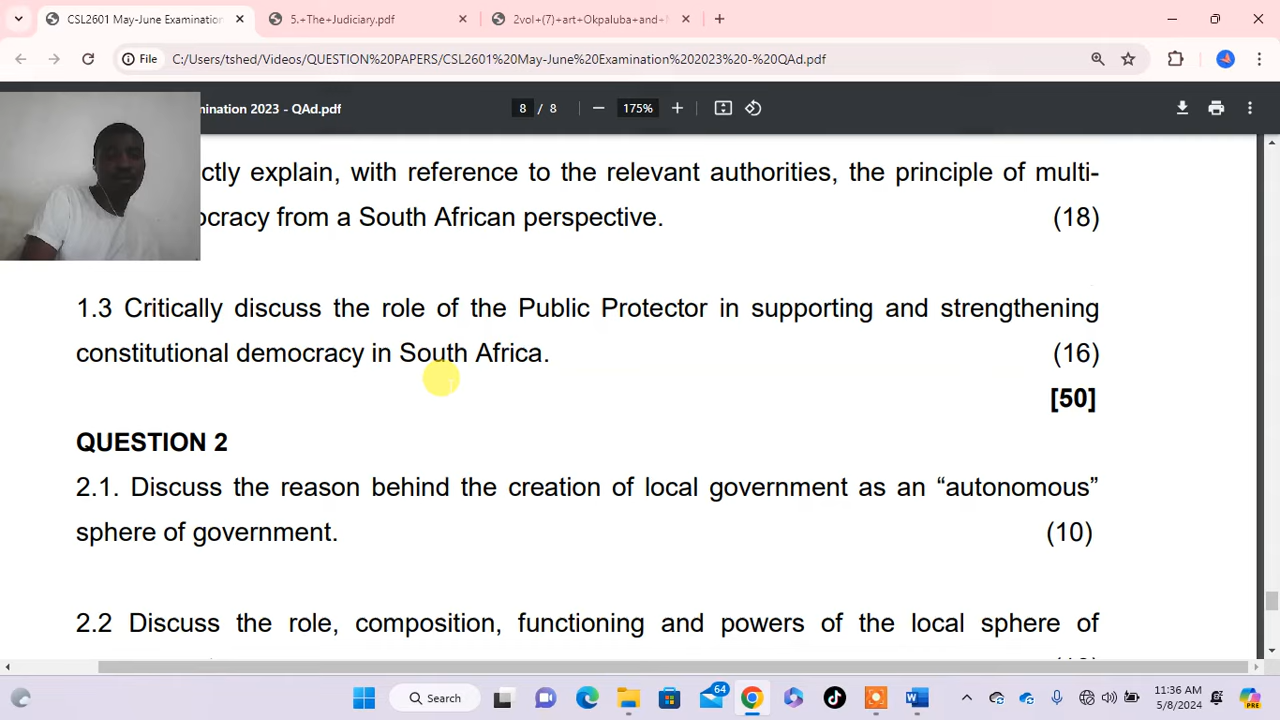 CSL2601 May-June Examination
5.+The+Judiciary.pdf
2vol+(7)+art+Okpaluba+and+
File
C:/Users/tshed/Videos/QUESTION%20PAPERS/CSL2601%20May-June%20Examination%202023%20-%20QAd.pdf
mination 2023 - QAd.pdf
8 / 8
175%
ctly explain, with reference to the relevant authorities, the principle of multi-
ocracy from a South African perspective. (18)
1.3 Critically discuss the role of the Public Protector in supporting and strengthening
constitutional democracy in South Africa. (16)
[50]
QUESTION 2
2.1. Discuss the reason behind the creation of local government as an “autonomous”
sphere of government. (10)
2.2 Discuss the role, composition, functioning and powers of the local sphere of
Search
64
11:36 AM
5/8/2024
PRE